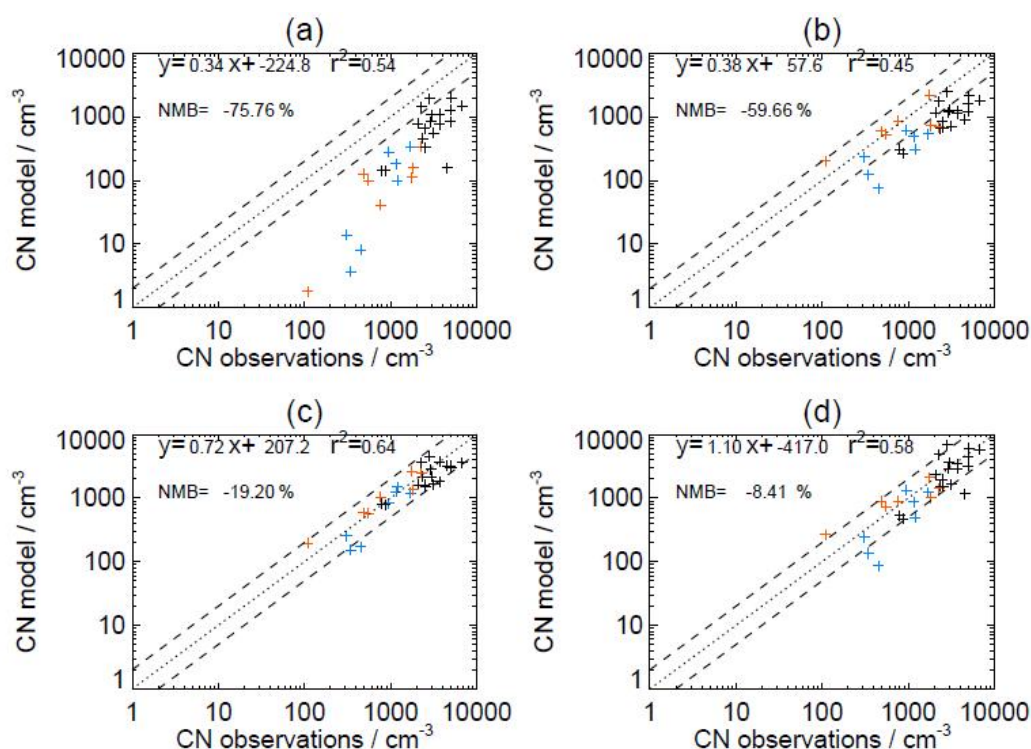 (a)
10000
y= 0.34 x+ -224.8 r²=0.54
NMB= -75.76 %
1000
100
10
1
CN model / cm⁻³
1 10 100 1000 10000
CN observations / cm⁻³
(b)
10000
y= 0.38 x+ 57.6 r²=0.45
NMB= -59.66 %
1000
100
10
1
CN model / cm⁻³
1 10 100 1000 10000
CN observations / cm⁻³
(c)
10000
y= 0.72 x+ 207.2 r²=0.64
NMB= -19.20 %
1000
100
10
1
CN model / cm⁻³
1 10 100 1000 10000
CN observations / cm⁻³
(d)
10000
y= 1.10 x+ -417.0 r²=0.58
NMB= -8.41 %
1000
100
10
1
CN model / cm⁻³
1 10 100 1000 10000
CN observations / cm⁻³